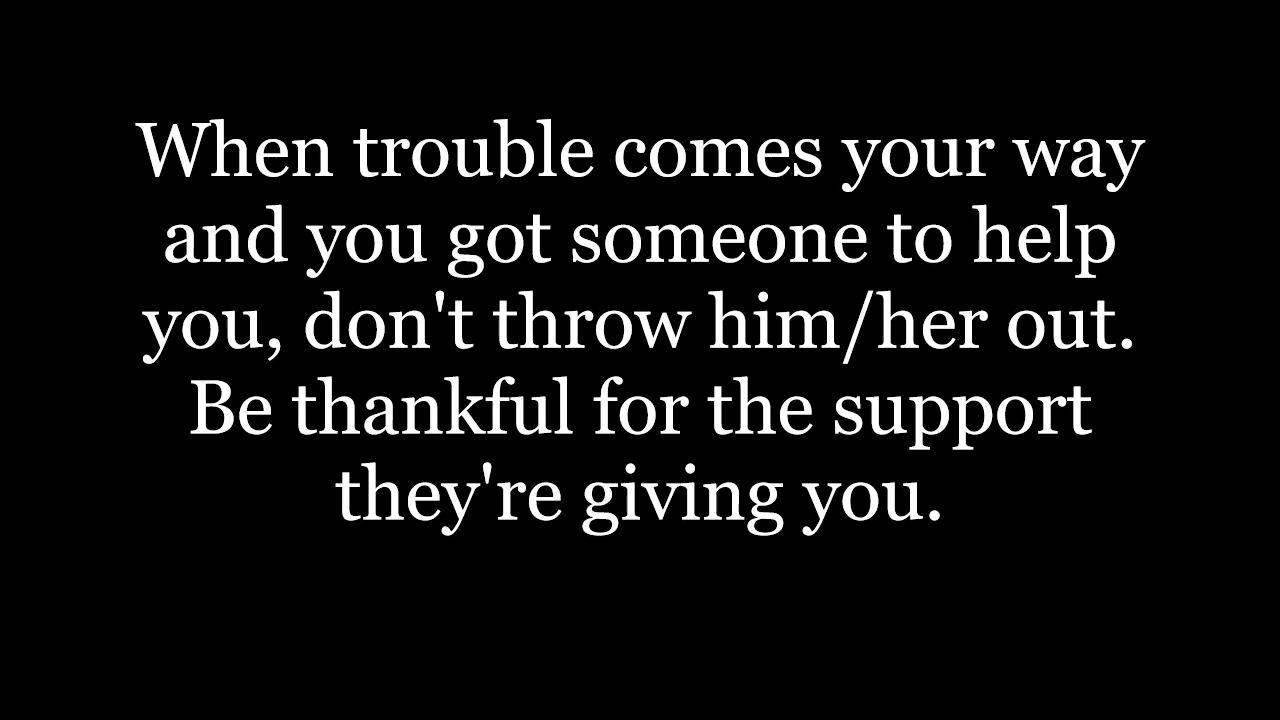 When trouble comes your way
and you got someone to help
you, don't throw him/her out.
Be thankful for the support
they're giving you.